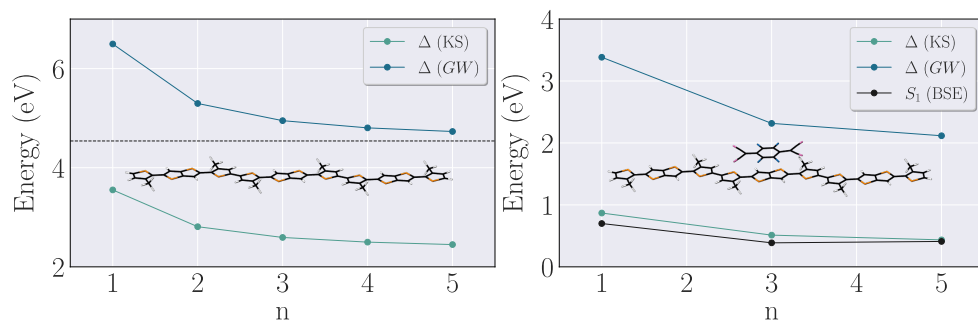 6
4
2
Energy (eV)
Δ (KS)
Δ (GW)
1 2 3 4 5
n
4
3
2
1
0
Energy (eV)
Δ (KS)
Δ (GW)
S₁ (BSE)
1 2 3 4 5
n